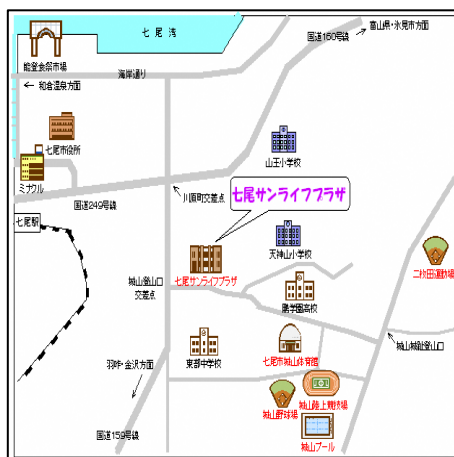 七尾湾
富山県・氷見市方面
国道160号線
能登食祭市場
海岸通り
← 和倉温泉方面
七尾市役所
山王小学校
ミナクル
川原町交差点
七尾サンライフプラザ
国道249号線
七尾駅
天神山小学校
城山登山口
交差点
七尾サンライフプラザ
二枚田運動場
鵬学園高校
東部中学校
七尾市城山体育館
城山城趾登山口
羽咋・金沢方面
城山野球場
城山陸上競技場
城山プール
国道159号線